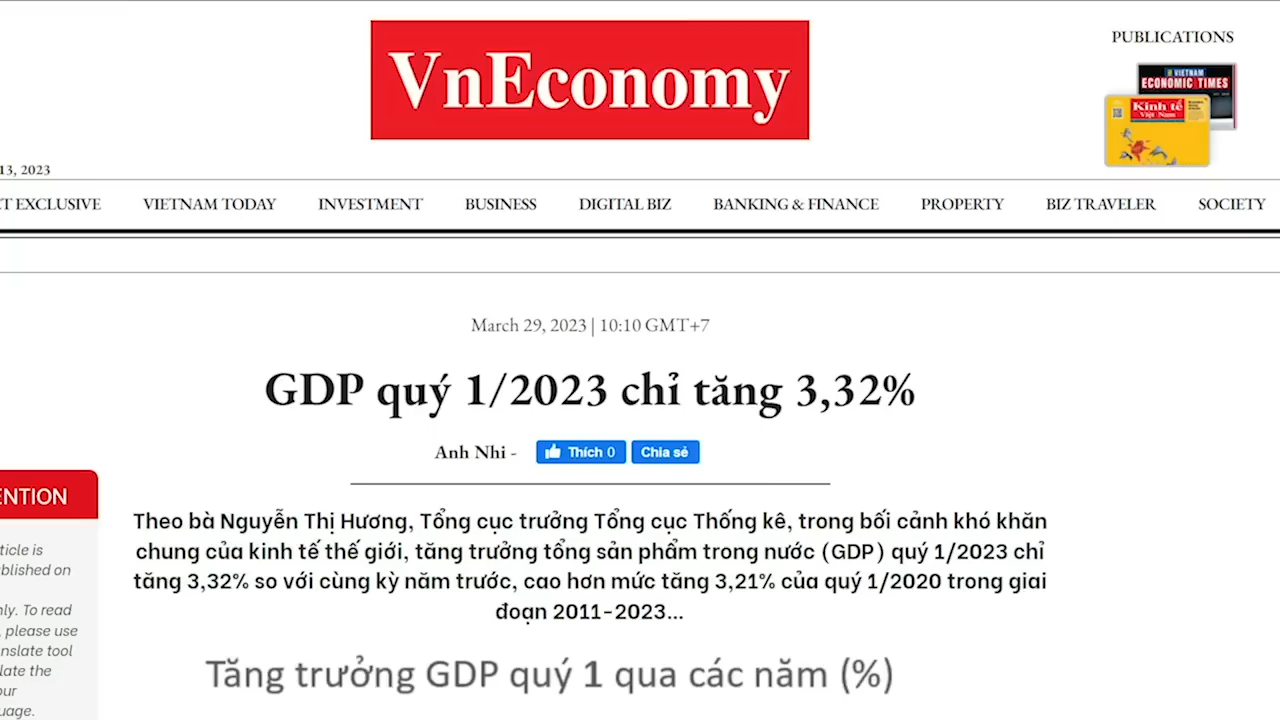 PUBLICATIONS
VnEconomy
VIETNAM
ECONOMIC TIMES
Kinh tế
Việt Nam
13, 2023
T EXCLUSIVE VIETNAM TODAY INVESTMENT BUSINESS DIGITAL BIZ BANKING & FINANCE PROPERTY BIZ TRAVELER SOCIETY
March 29, 2023 | 10:10 GMT+7
GDP quý 1/2023 chỉ tăng 3,32%
Anh Nhi - Thích 0 Chia sẻ
ENTION
Theo bà Nguyễn Thị Hương, Tổng cục trưởng Tổng cục Thống kê, trong bối cảnh khó khăn
chung của kinh tế thế giới, tăng trưởng tổng sản phẩm trong nước (GDP) quý 1/2023 chỉ
tăng 3,32% so với cùng kỳ năm trước, cao hơn mức tăng 3,21% của quý 1/2020 trong giai
đoạn 2011-2023...
ticle is
blished on
nly. To read
, please use
nslate tool
late the
our
uage.
Tăng trưởng GDP quý 1 qua các năm (%)